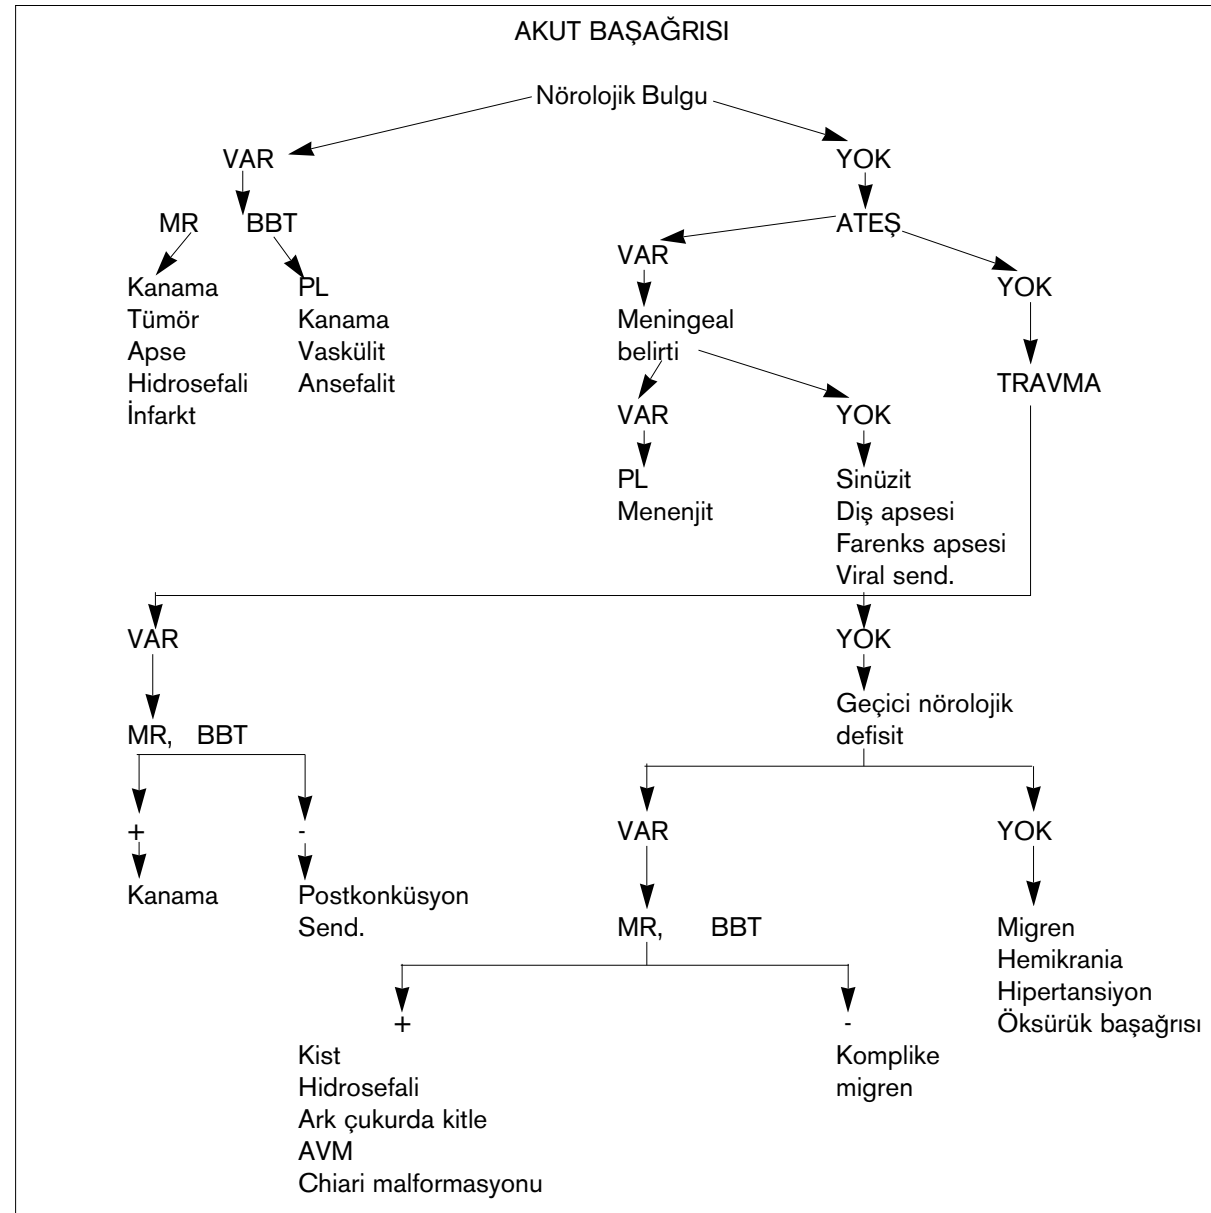 AKUT BAŞAĞRISI
Nörolojik Bulgu
VAR YOK
MR BBT ATEŞ
VAR YOK
Kanama PL
Tümör Kanama
Apse Vaskülit
Hidrosefali Ansefalit
İnfarkt
Meningeal
belirti
TRAVMA
VAR YOK
PL Sinüzit
Menenjit Diş apsesi
Farenks apsesi
Viral send.
VAR YOK
Geçici nörolojik
defisit
MR, BBT
+ - VAR YOK
Kanama Postkonküsyon
Send.
MR, BBT
Migren
Hemikrania
Hipertansiyon
Öksürük başağrısı
+ -
Kist Komplike
Hidrosefali migren
Ark çukurda kitle
AVM
Chiari malformasyonu